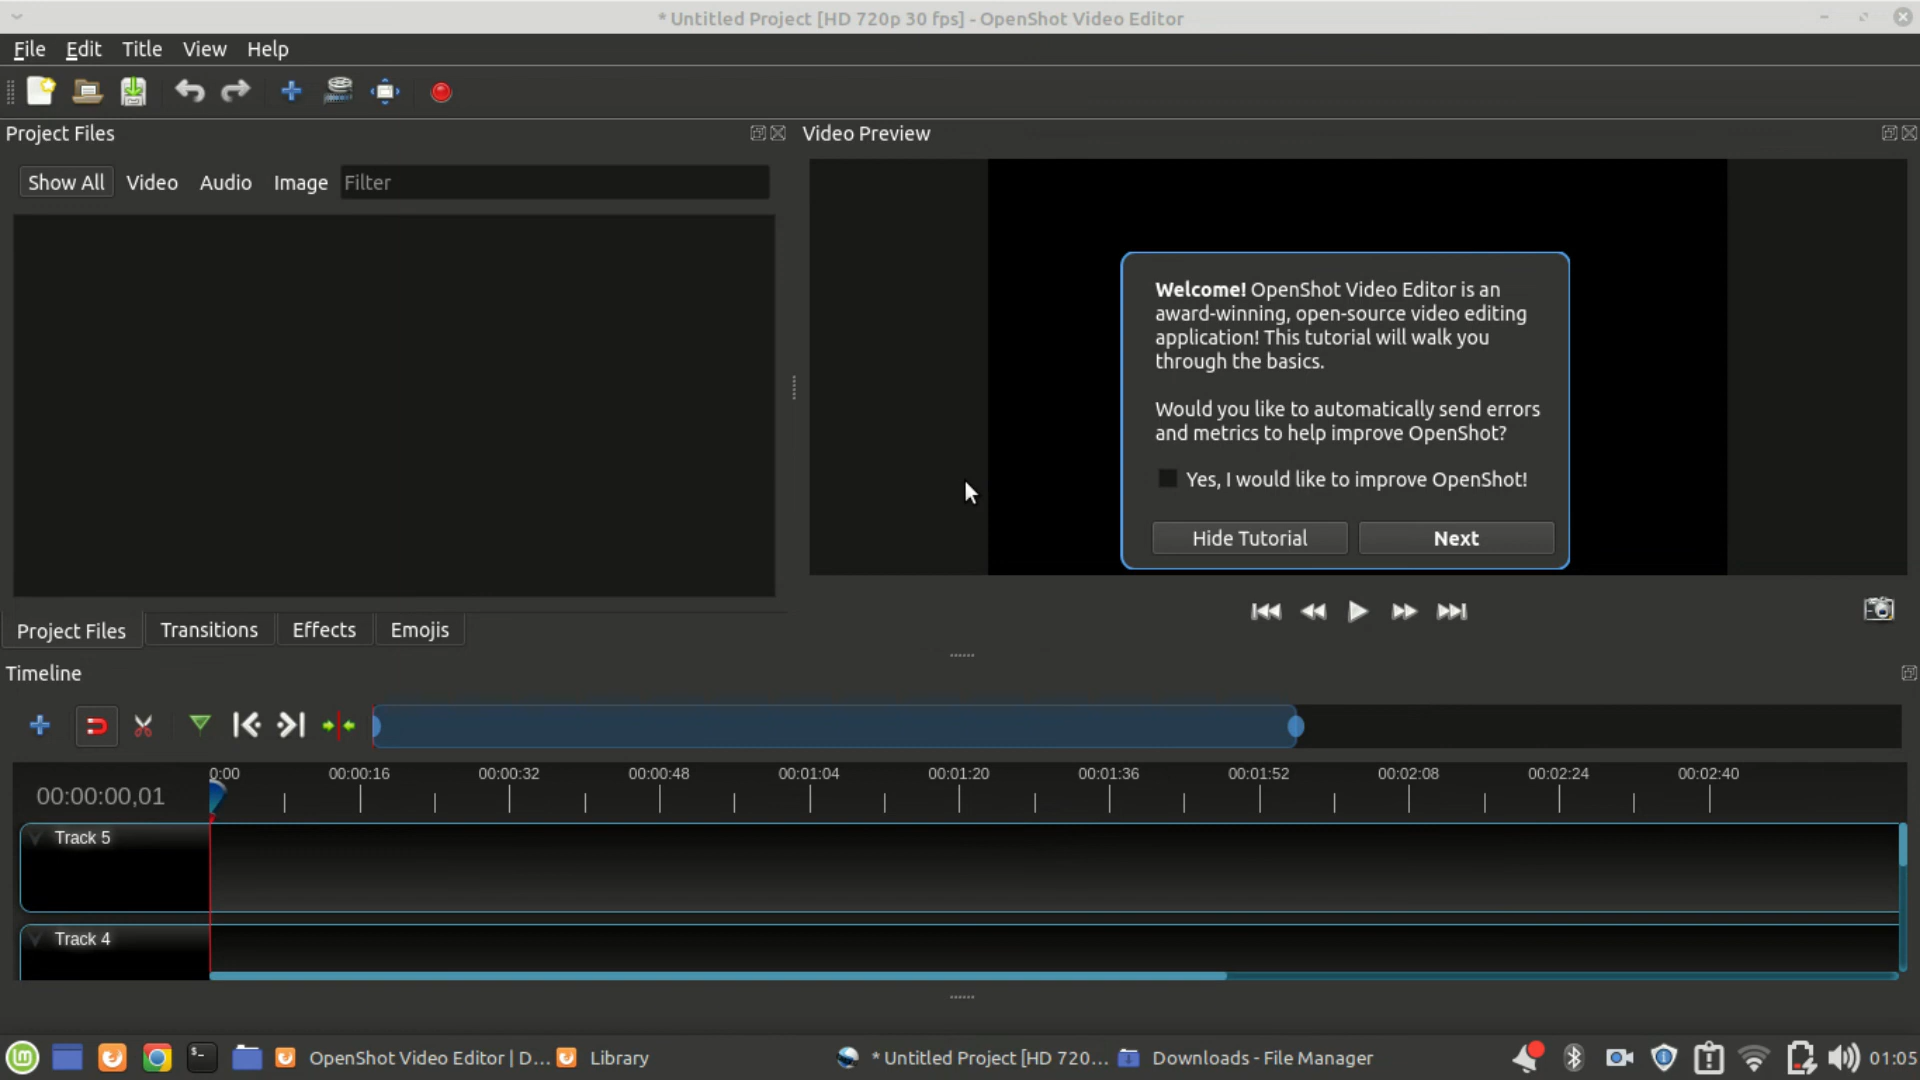 * Untitled Project [HD 720p 30 fps] - OpenShot Video Editor
File Edit Title View Help
Project Files
Video Preview
Show All Video Audio Image Filter
Welcome! OpenShot Video Editor is an
award-winning, open-source video editing
application! This tutorial will walk you
through the basics.
Would you like to automatically send errors
and metrics to help improve OpenShot?
Yes, I would like to improve OpenShot!
Hide Tutorial Next
Project Files Transitions Effects Emojis
Timeline
0:00 00:00:16 00:00:32 00:00:48 00:01:04 00:01:20 00:01:36 00:01:52 00:02:08 00:02:24 00:02:40
00:00:00,01
Track 5
Track 4
OpenShot Video Editor | D... Library * Untitled Project [HD 720... Downloads - File Manager 01:05